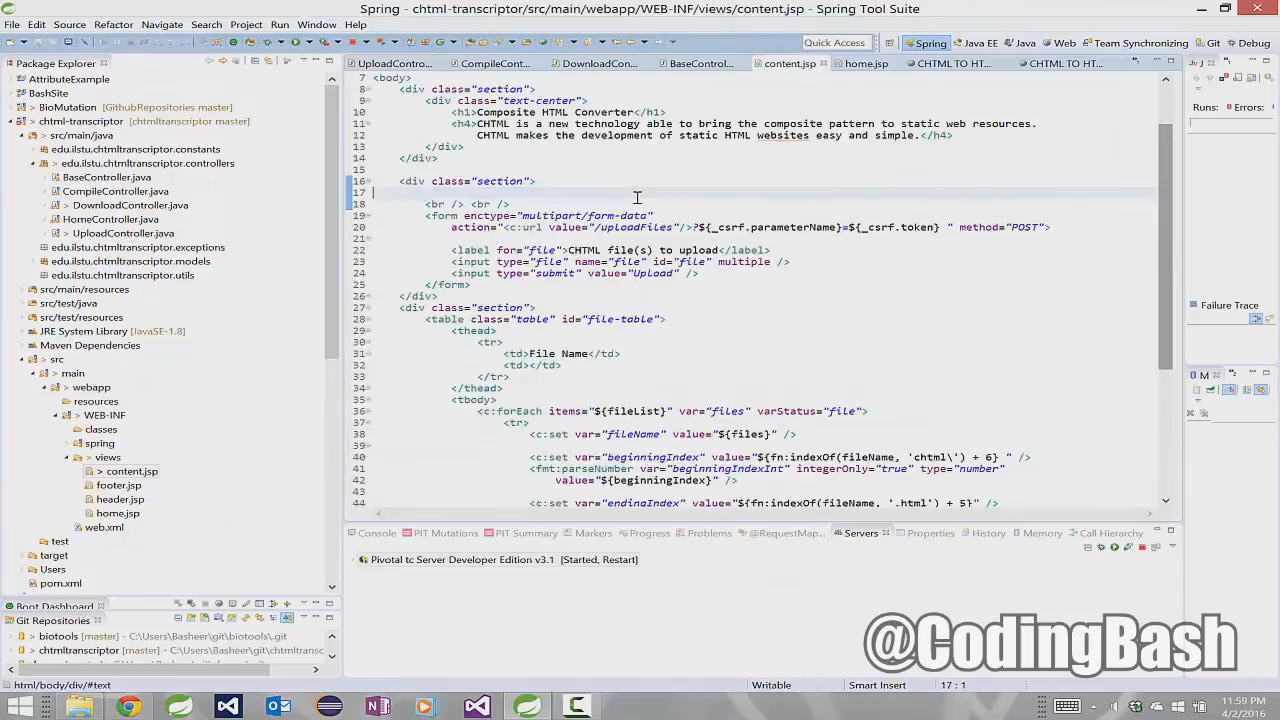 Spring - chtml-transcriptor/src/main/webapp/WEB-INF/views/content.jsp - Spring Tool Suite
File Edit Source Refactor Navigate Search Project Run Window Help
Quick Access Spring Java EE Java Web Team Synchronizing Git Debug
Package Explorer
AttributeExample
BashSite
BioMutation [GithubRepositories master]
chtml-transcriptor [chtmltranscriptor master]
src/main/java
edu.ilstu.chtmltranscriptor.constants
edu.ilstu.chtmltranscriptor.controllers
BaseController.java
CompileController.java
DownloadController.java
HomeController.java
UploadController.java
edu.ilstu.chtmltranscriptor.exceptions
edu.ilstu.chtmltranscriptor.models
edu.ilstu.chtmltranscriptor.utils
src/main/resources
src/test/java
src/test/resources
JRE System Library [JavaSE-1.8]
Maven Dependencies
src
main
webapp
resources
WEB-INF
classes
spring
views
content.jsp
footer.jsp
header.jsp
home.jsp
web.xml
test
target
Users
pom.xml
Boot Dashboard
Git Repositories
biotools [master] - C:\Users\Basheer\git\biotools\.git
chtmltranscriptor [master] - C:\Users\Basheer\git\chtmltransc
UploadContro... CompileCont... DownloadCon... BaseControl... content.jsp home.jsp CHTML TO HT... CHTML TO HT...
7 <body>
8 <div class="section">
9 <div class="text-center">
10 <h1>Composite HTML Converter</h1>
11 <h4>CHTML is a new technology able to bring the composite pattern to static web resources.
12 CHTML makes the development of static HTML websites easy and simple.</h4>
13 </div>
14 </div>
15
16 <div class="section">
17
18 <br /> <br />
19 <form enctype="multipart/form-data"
20 action="<c:url value="/uploadFiles"/>?${_csrf.parameterName}=${_csrf.token} " method="POST">
21
22 <label for="file">CHTML file(s) to upload</label>
23 <input type="file" name="file" id="file" multiple />
24 <input type="submit" value="Upload" />
25 </form>
26 </div>
27 <div class="section">
28 <table class="table" id="file-table">
29 <thead>
30 <tr>
31 <td>File Name</td>
32 <td></td>
33 </tr>
34 </thead>
35 <tbody>
36 <c:forEach items="${fileList}" var="files" varStatus="file">
37 <tr>
38 <c:set var="fileName" value="${files}" />
39
40 <c:set var="beginningIndex" value="${fn:indexOf(fileName, 'chtml\') + 6} " />
41 <fmt:parseNumber var="beginningIndexInt" integerOnly="true" type="number"
42 value="${beginningIndex}" />
43
44 <c:set var="endingIndex" value="${fn:indexOf(fileName, '.html') + 5}" />
Console PIT Mutations PIT Summary Markers Progress Problems @RequestMap... Servers Properties History Memory Call Hierarchy
Pivotal tc Server Developer Edition v3.1 [Started, Restart]
Runs: Errors:
Failure Trace
M
@CodingBash
html/body/div/#text Writable Smart Insert 17 : 1
11:59 PM
4/2/2016